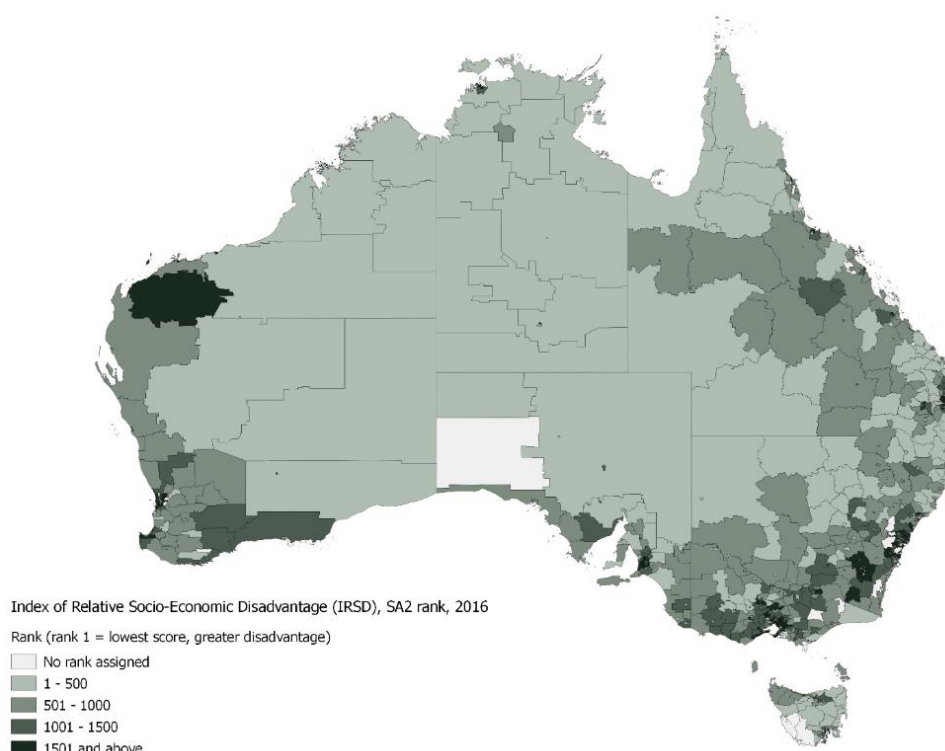 Index of Relative Socio-Economic Disadvantage (IRSD), SA2 rank, 2016
Rank (rank 1 = lowest score, greater disadvantage)
No rank assigned
1 - 500
501 - 1000
1001 - 1500
1501 and above